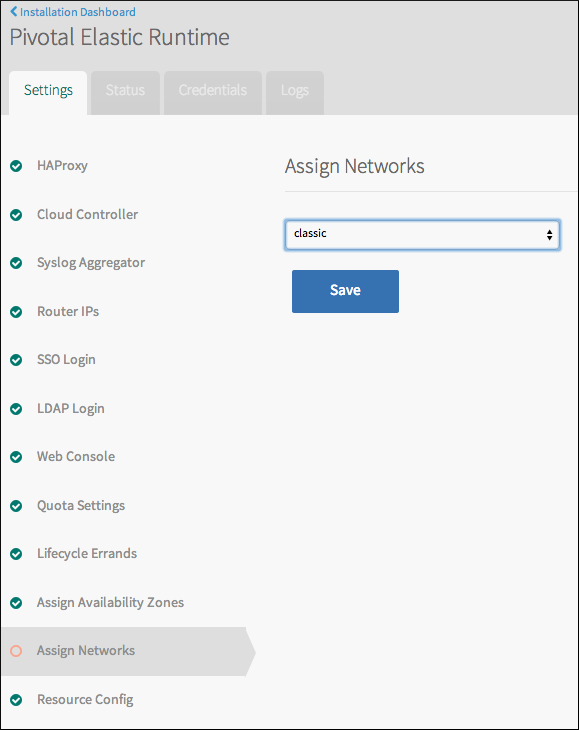 Installation Dashboard
Pivotal Elastic Runtime
Settings Status Credentials Logs
HAProxy
Cloud Controller
Syslog Aggregator
Router IPs
SSO Login
LDAP Login
Web Console
Quota Settings
Lifecycle Errands
Assign Availability Zones
Assign Networks
Resource Config
Assign Networks
classic
Save